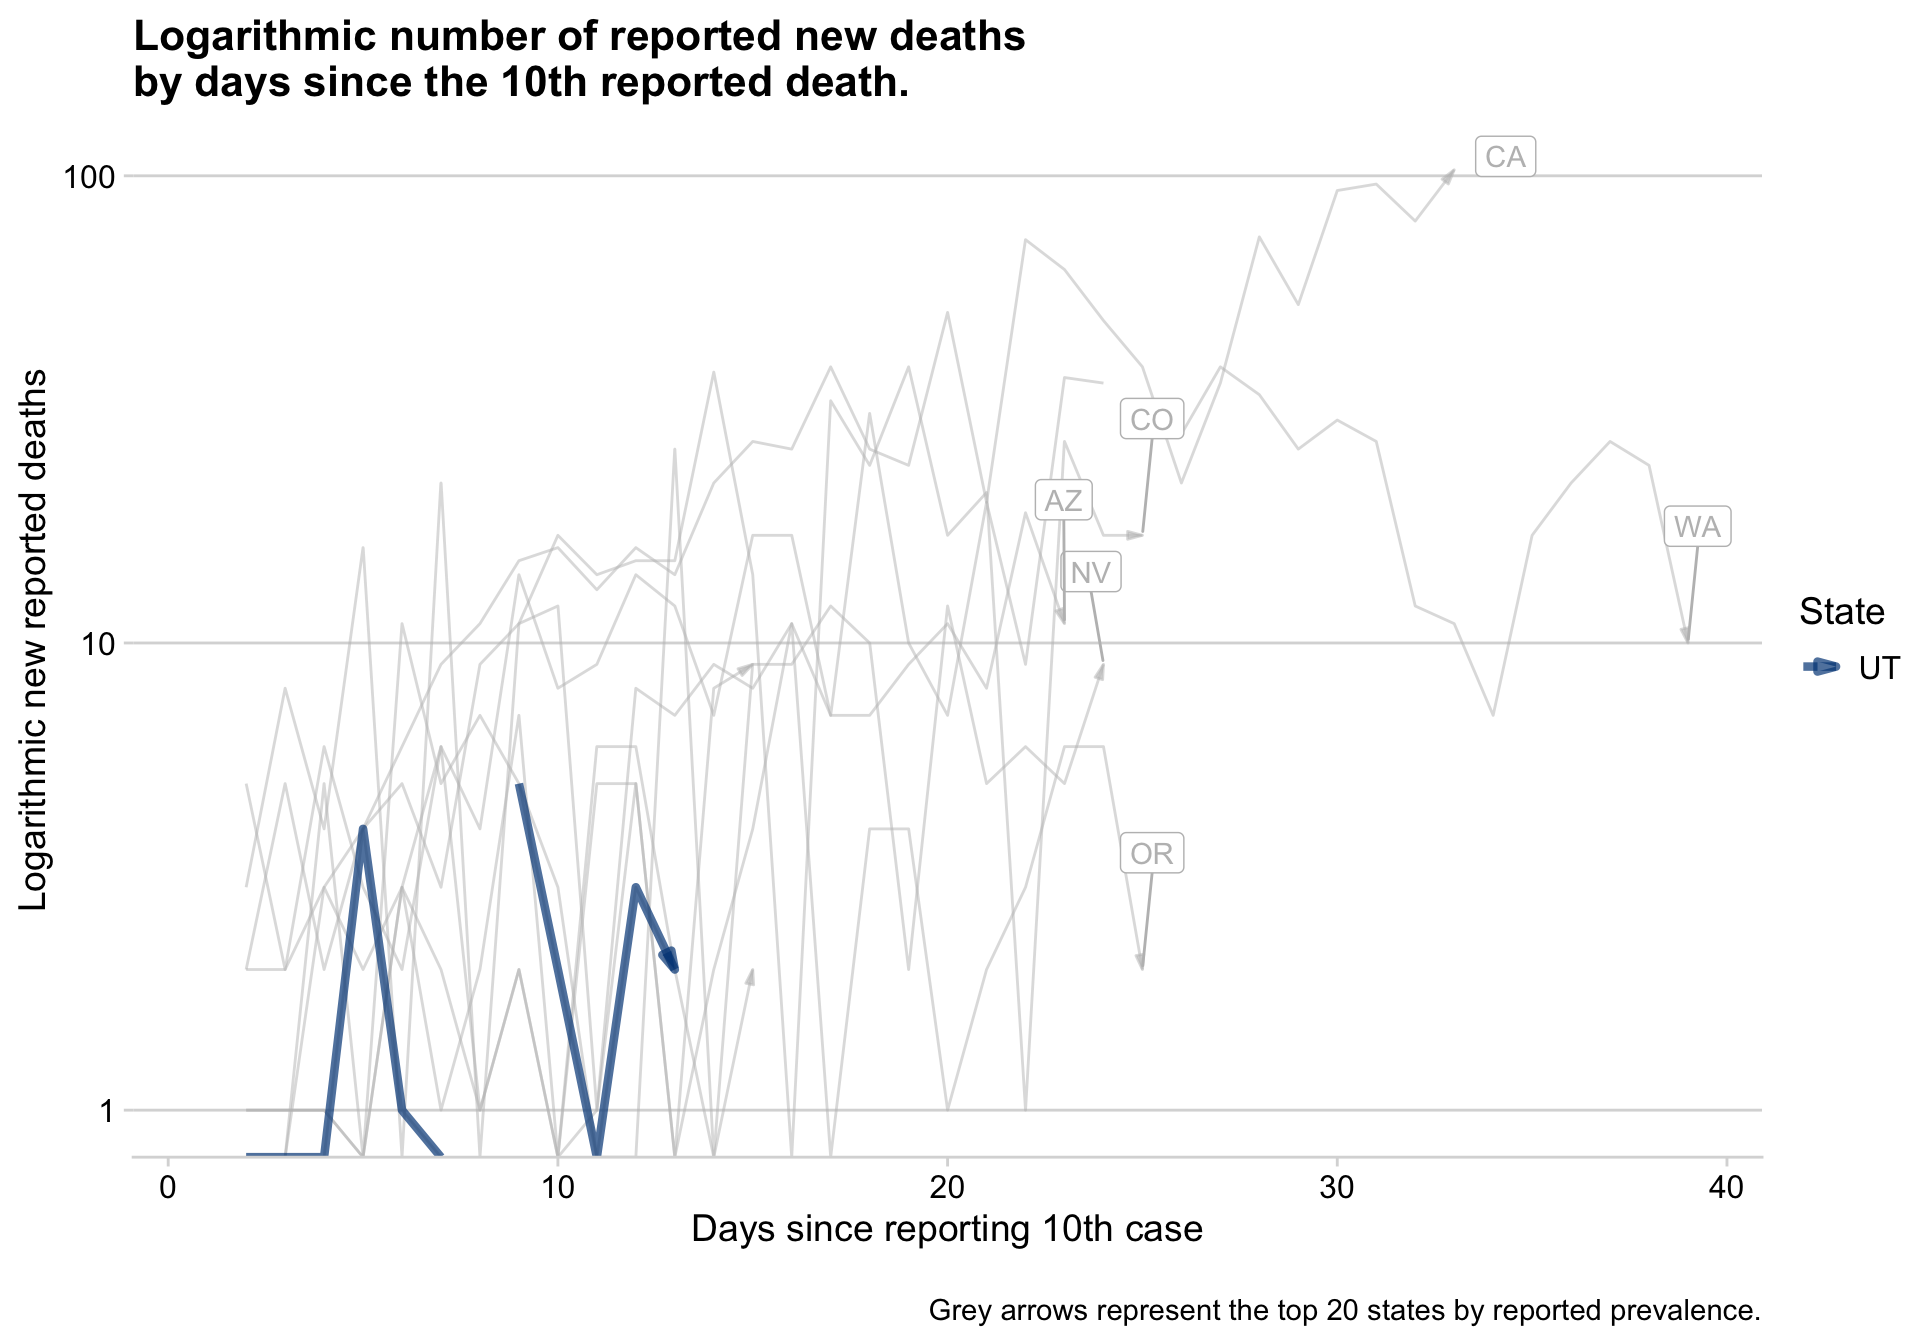 Logarithmic number of reported new deaths
by days since the 10th reported death.
Logarithmic new reported deaths
100
10
1
CA
CO
AZ
NV
WA
OR
State
UT
0 10 20 30 40
Days since reporting 10th case
Grey arrows represent the top 20 states by reported prevalence.